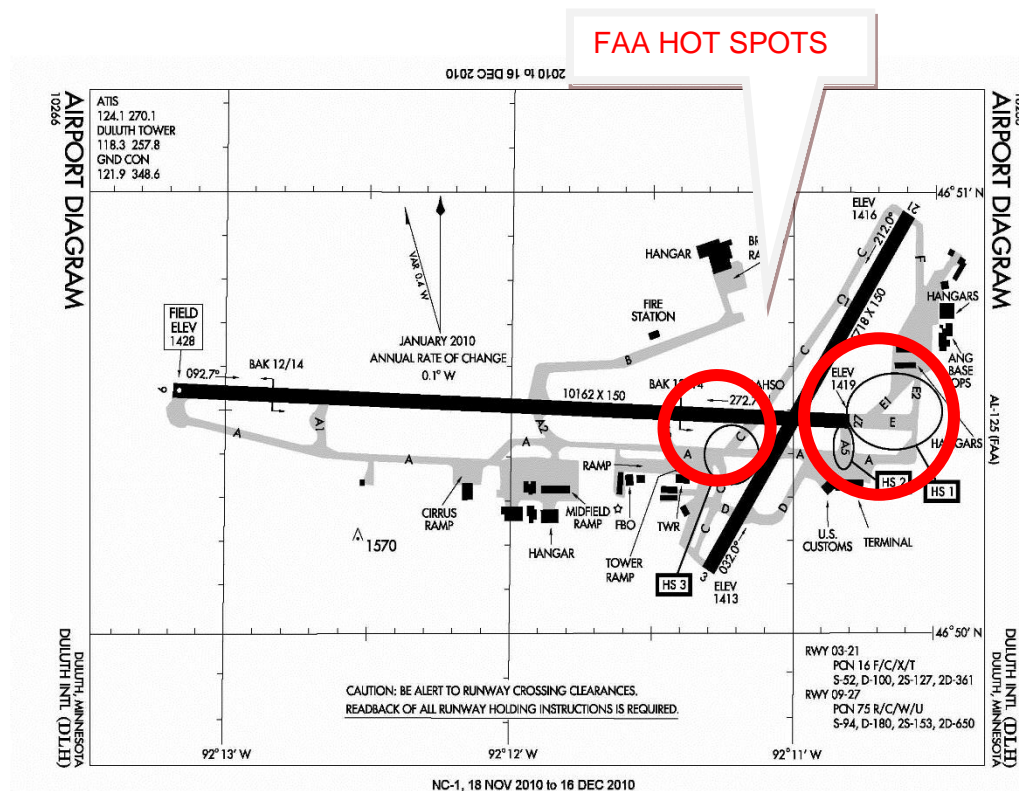 FAA HOT SPOTS
2010 to 16 DEC 2010
10266
AIRPORT DIAGRAM
ATIS
124.1 270.1
DULUTH TOWER
118.3 257.8
GND CON
121.9 348.6
AIRPORT DIAGRAM
46°51' N
ELEV
1416
21
212.0°
HANGAR
VAR 0.4 W
FIELD
ELEV
1428
FIRE
STATION
JANUARY 2010
ANNUAL RATE OF CHANGE
0.1° W
C
C1
C
F
HANGARS
ANG
BASE
OPS
B
9
092.7°
BAK 12/14
10162 X 150
272.7
ELEV
1419
27
E1
E2
E
HANGARS
AL-125 (FAA)
A
A1
A
A2
A
A
C
A
A5
A
HS 2
HS 1
CIRRUS
RAMP
MIDFIELD
RAMP
HANGAR
RAMP
FBO
TWR
TOWER
RAMP
C
D
C
D
U.S.
CUSTOMS
TERMINAL
1570
HS 3
3
032.0°
ELEV
1413
46°50' N
RWY 03-21
PCN 16 F/C/X/T
S-52, D-100, 2S-127, 2D-361
RWY 09-27
PCN 75 R/C/W/U
S-94, D-180, 2S-153, 2D-650
CAUTION: BE ALERT TO RUNWAY CROSSING CLEARANCES.
READBACK OF ALL RUNWAY HOLDING INSTRUCTIONS IS REQUIRED.
DULUTH, MINNESOTA
DULUTH INTL (DLH)
DULUTH INTL (DLH)
DULUTH, MINNESOTA
92°13' W
92°12' W
92°11' W
NC-1, 18 NOV 2010 to 16 DEC 2010